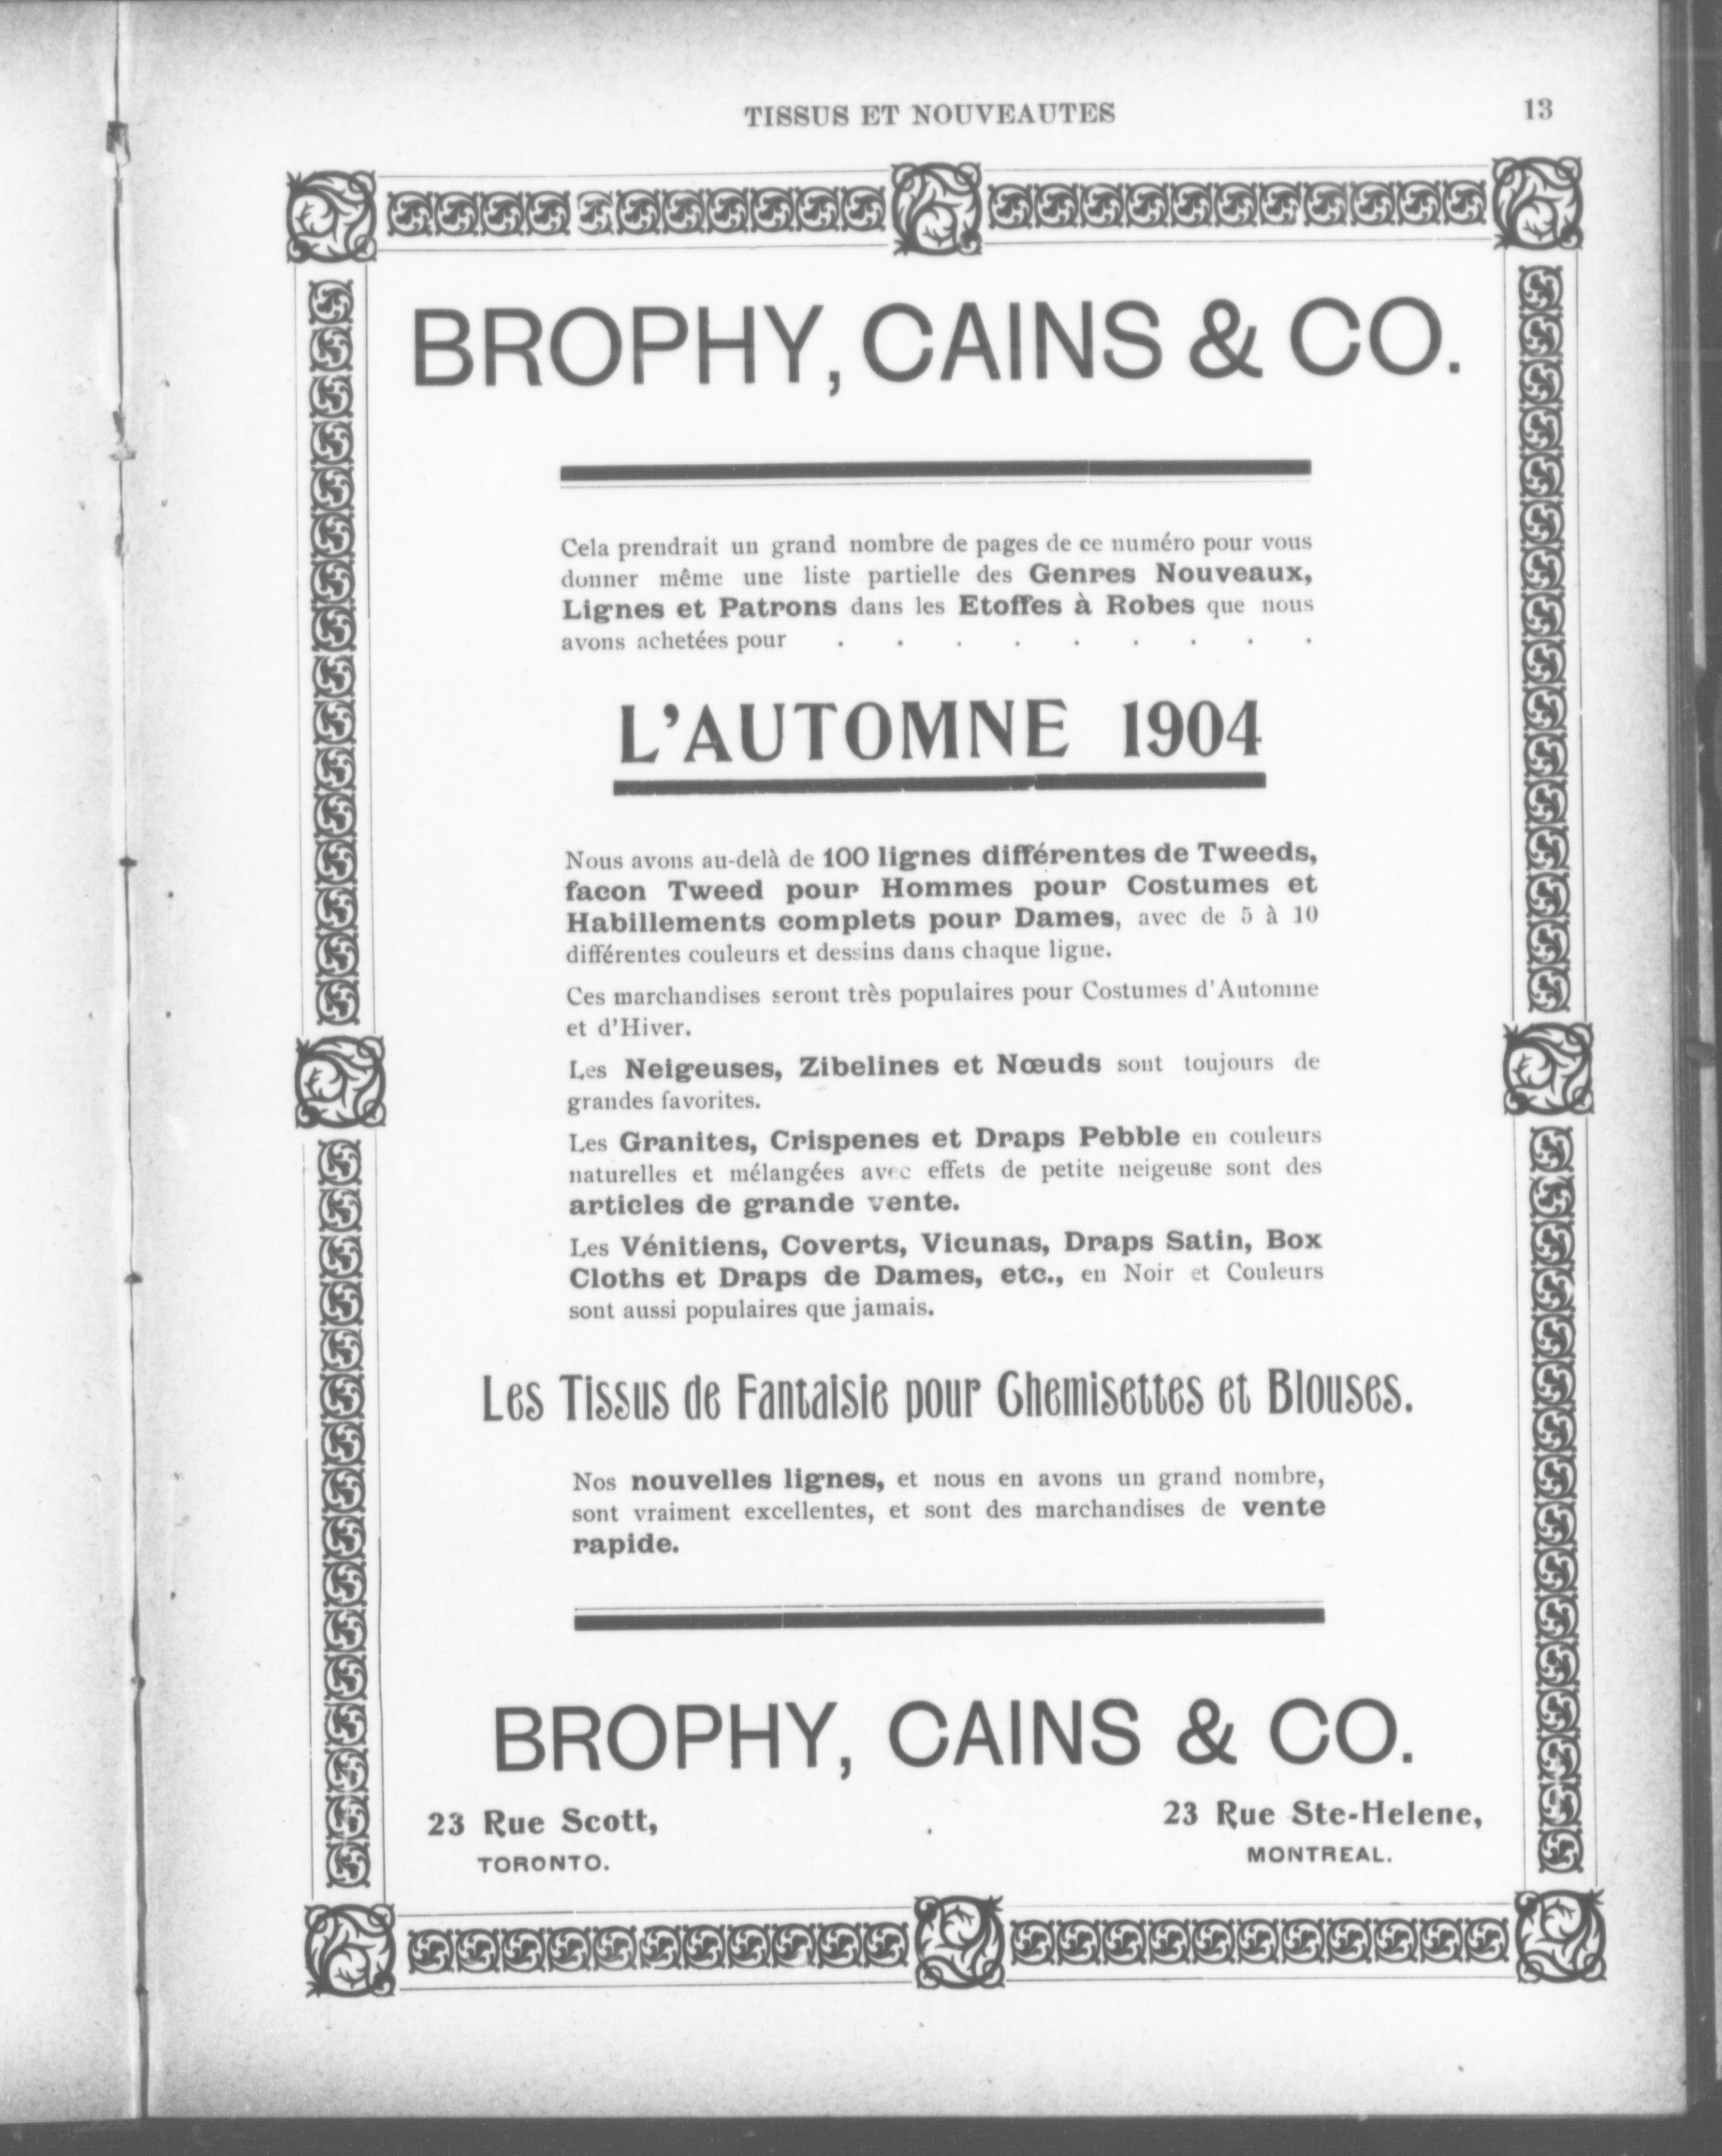 TISSUS ET NOUVEAUTES 13
BROPHY, CAINS & CO.
Cela prendrait un grand nombre de pages de ce numéro pour vous
donner même une liste partielle des Genres Nouveaux,
Lignes et Patrons dans les Etoffes à Robes que nous
avons achetées pour . . . . . . . . .
L'AUTOMNE 1904
Nous avons au-delà de 100 lignes différentes de Tweeds,
facon Tweed pour Hommes pour Costumes et
Habillements complets pour Dames, avec de 5 à 10
différentes couleurs et dessins dans chaque ligne.
Ces marchandises seront très populaires pour Costumes d'Automne
et d'Hiver.
Les Neigeuses, Zibelines et Nœuds sont toujours de
grandes favorites.
Les Granites, Crispenes et Draps Pebble en couleurs
naturelles et mélangées avec effets de petite neigeuse sont des
articles de grande vente.
Les Vénitiens, Coverts, Vicunas, Draps Satin, Box
Cloths et Draps de Dames, etc., en Noir et Couleurs
sont aussi populaires que jamais.
Les Tissus de Fantaisie pour Chemisettes et Blouses.
Nos nouvelles lignes, et nous en avons un grand nombre,
sont vraiment excellentes, et sont des marchandises de vente
rapide.
BROPHY, CAINS & CO.
23 Rue Scott,
TORONTO.
23 Rue Ste-Helene,
MONTREAL.